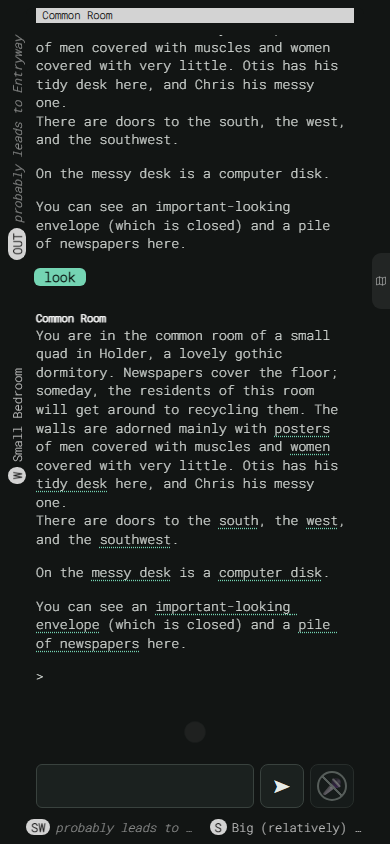 Common Room
of men covered with muscles and women
covered with very little. Otis has his
tidy desk here, and Chris his messy
one.
There are doors to the south, the west,
and the southwest.
On the messy desk is a computer disk.
You can see an important-looking
envelope (which is closed) and a pile
of newspapers here.
look
Common Room
You are in the common room of a small
quad in Holder, a lovely gothic
dormitory. Newspapers cover the floor;
someday, the residents of this room
will get around to recycling them. The
walls are adorned mainly with posters
of men covered with muscles and women
covered with very little. Otis has his
tidy desk here, and Chris his messy
one.
There are doors to the south, the west,
and the southwest.
On the messy desk is a computer disk.
You can see an important-looking
envelope (which is closed) and a pile
of newspapers here.
>
OUT probably leads to Entryway
W Small Bedroom
SW probably leads to …
S Big (relatively) …